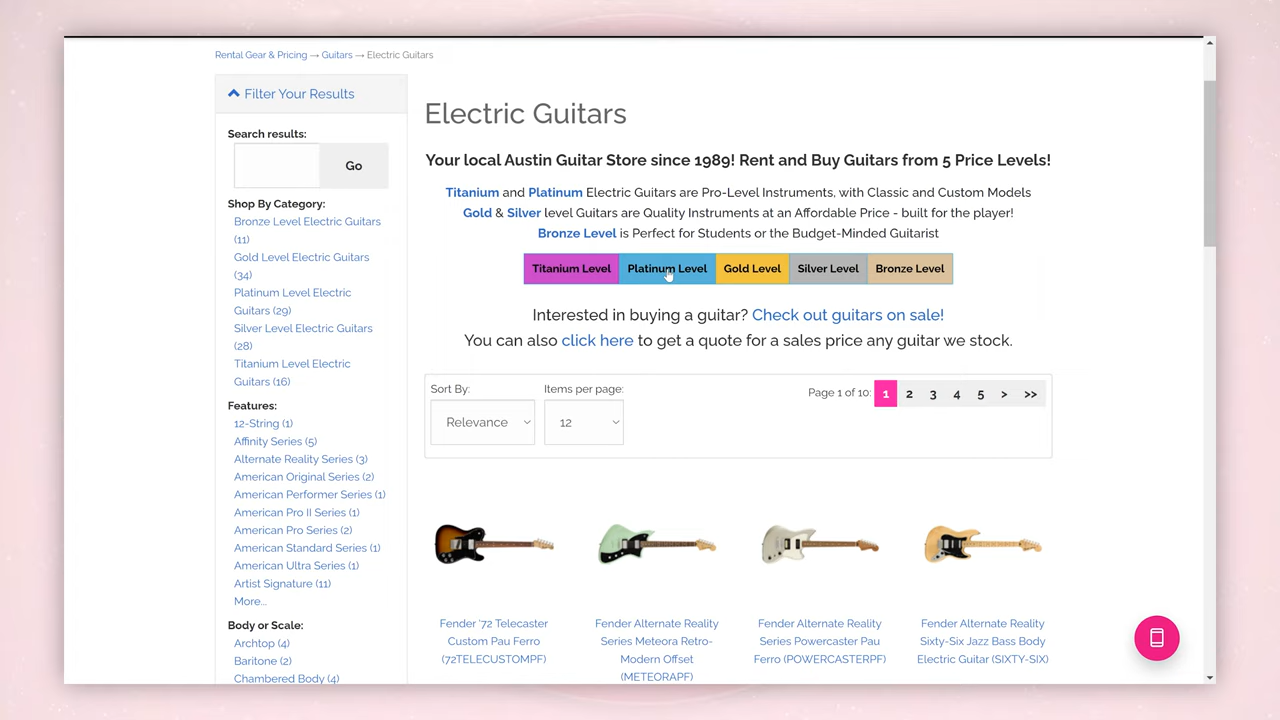 Rental Gear & Pricing → Guitars → Electric Guitars
Filter Your Results
Search results:
Go
Shop By Category:
Bronze Level Electric Guitars
(11)
Gold Level Electric Guitars
(34)
Platinum Level Electric
Guitars (29)
Silver Level Electric Guitars
(28)
Titanium Level Electric
Guitars (16)
Features:
12-String (1)
Affinity Series (5)
Alternate Reality Series (3)
American Original Series (2)
American Performer Series (1)
American Pro II Series (1)
American Pro Series (2)
American Standard Series (1)
American Ultra Series (1)
Artist Signature (11)
More...
Body or Scale:
Archtop (4)
Baritone (2)
Chambered Body (4)
Electric Guitars
Your local Austin Guitar Store since 1989! Rent and Buy Guitars from 5 Price Levels!
Titanium and Platinum Electric Guitars are Pro-Level Instruments, with Classic and Custom Models
Gold & Silver level Guitars are Quality Instruments at an Affordable Price - built for the player!
Bronze Level is Perfect for Students or the Budget-Minded Guitarist
Titanium Level Platinum Level Gold Level Silver Level Bronze Level
Interested in buying a guitar? Check out guitars on sale!
You can also click here to get a quote for a sales price any guitar we stock.
Sort By: Items per page: Page 1 of 10: 1 2 3 4 5 > >>
Relevance 12
Fender '72 Telecaster
Custom Pau Ferro
(72TELECUSTOMPF)
Fender Alternate Reality
Series Meteora Retro-
Modern Offset
(METEORAPF)
Fender Alternate Reality
Series Powercaster Pau
Ferro (POWERCASTERPF)
Fender Alternate Reality
Sixty-Six Jazz Bass Body
Electric Guitar (SIXTY-SIX)